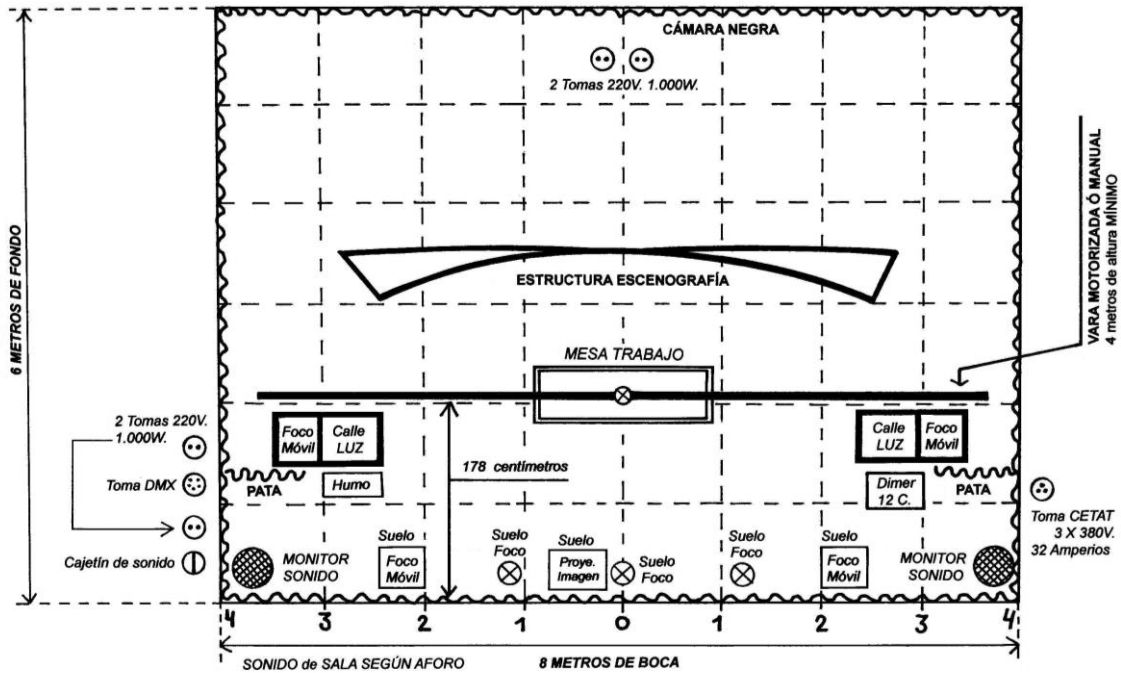 CÁMARA NEGRA
2 Tomas 220V. 1.000W.
6 METROS DE FONDO
VARA MOTORIZADA Ó MANUAL
4 metros de altura MÍNIMO
ESTRUCTURA ESCENOGRAFÍA
MESA TRABAJO
2 Tomas 220V.
1.000W.
Foco
Móvil
Calle
LUZ
Calle
LUZ
Foco
Móvil
178 centímetros
Toma DMX
PATA
Humo
Dimer
12 C.
PATA
Toma CETAT
3 X 380V.
32 Amperios
Cajetín de sonido
MONITOR
SONIDO
Suelo
Foco
Móvil
Suelo
Foco
Suelo
Proye.
Imagen
Suelo
Foco
Suelo
Foco
Suelo
Foco
Móvil
MONITOR
SONIDO
4 3 2 1 0 1 2 3 4
SONIDO de SALA SEGÚN AFORO
8 METROS DE BOCA